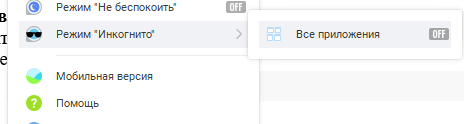 Режим "Не беспокоить" OFF
Режим "Инкогнито"
Все приложения OFF
Мобильная версия
Помощь